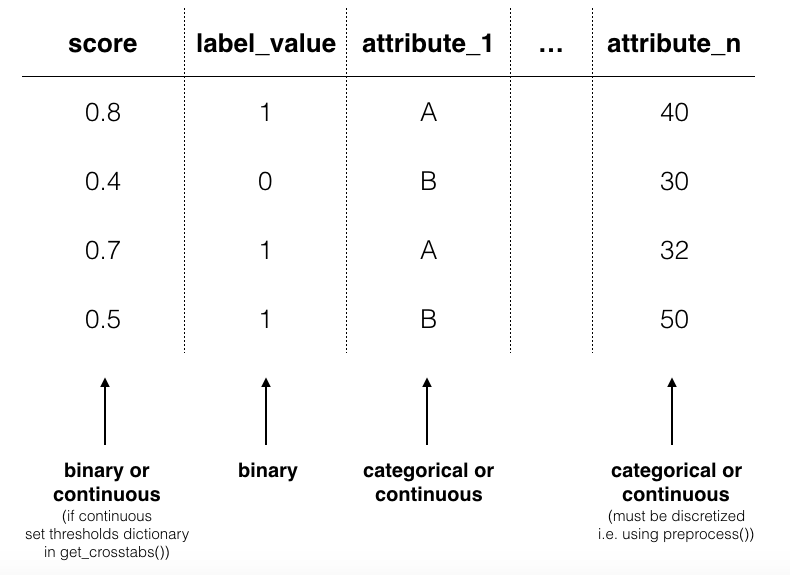 score label_value attribute_1 ... attribute_n
0.8 1 A 40
0.4 0 B 30
0.7 1 A 32
0.5 1 B 50
binary or binary categorical or categorical or
continuous continuous continuous
(if continuous (must be discretized
set thresholds dictionary i.e. using preprocess())
in get_crosstabs())